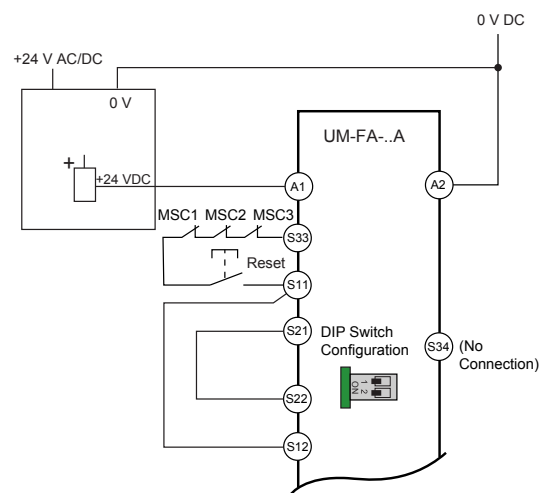 0 V DC
+24 V AC/DC
0 V
UM-FA-..A
+
+24 VDC
A1
A2
MSC1 MSC2 MSC3
S33
Reset
S11
S21
DIP Switch
Configuration
S34
(No
Connection)
1 2
ON
S22
S12